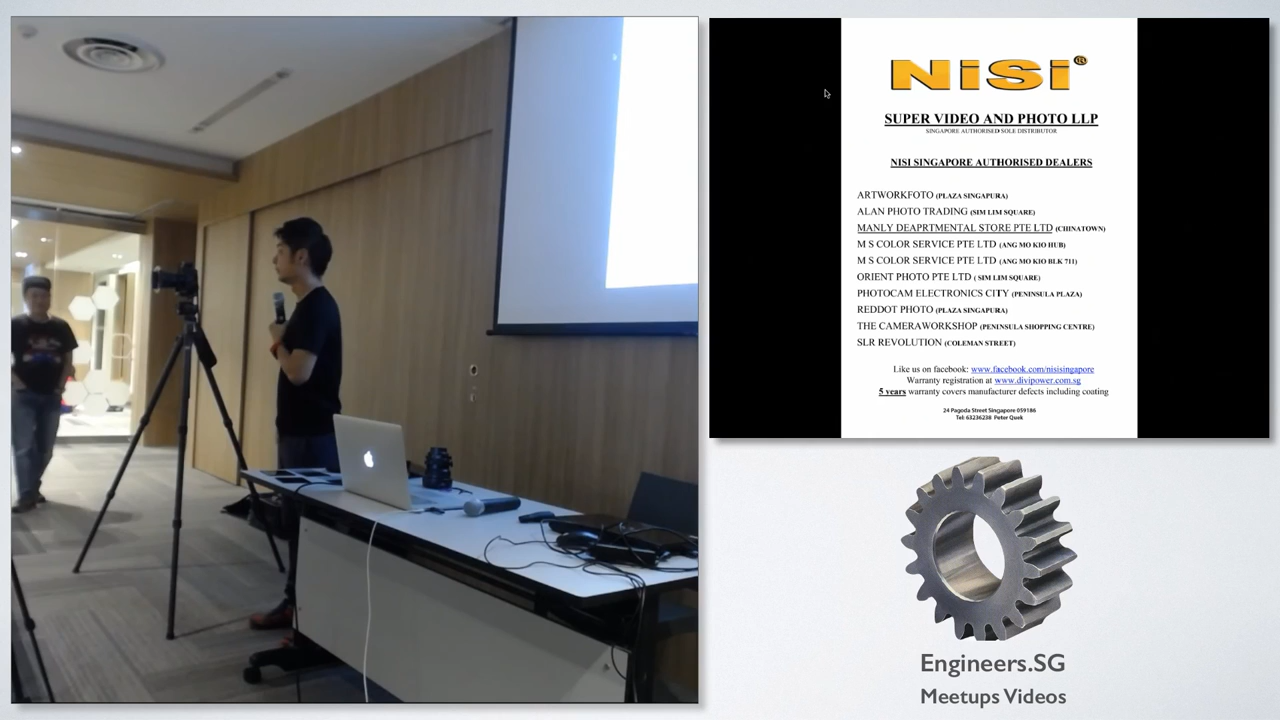 NiSi®
SUPER VIDEO AND PHOTO LLP
SINGAPORE AUTHORISED SOLE DISTRIBUTOR
NISI SINGAPORE AUTHORISED DEALERS
ARTWORKFOTO (PLAZA SINGAPURA)
ALAN PHOTO TRADING (SIM LIM SQUARE)
MANLY DEAPRTMENTAL STORE PTE LTD (CHINATOWN)
M S COLOR SERVICE PTE LTD (ANG MO KIO HUB)
M S COLOR SERVICE PTE LTD (ANG MO KIO BLK 711)
ORIENT PHOTO PTE LTD ( SIM LIM SQUARE)
PHOTOCAM ELECTRONICS CITY (PENINSULA PLAZA)
REDDOT PHOTO (PLAZA SINGAPURA)
THE CAMERAWORKSHOP (PENINSULA SHOPPING CENTRE)
SLR REVOLUTION (COLEMAN STREET)
Like us on facebook: www.facebook.com/nisisingapore
Warranty registration at www.divipower.com.sg
5 years warranty covers manufacturer defects including coating
24 Pagoda Street Singapore 059186
Tel: 63236238 Peter Quek
Engineers.SG
Meetups Videos